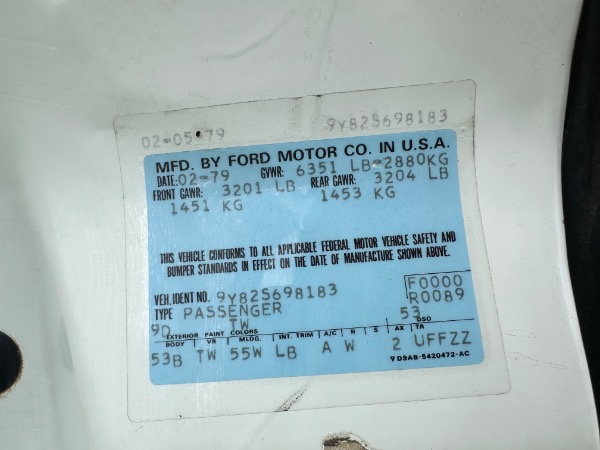 02-05-79 9Y82S698183
MFD. BY FORD MOTOR CO. IN U.S.A.
DATE: 02-79 GVWR: 6351 LB-2880KG
FRONT GAWR: 3201 LB REAR GAWR: 3204 LB
1451 KG 1453 KG
THIS VEHICLE CONFORMS TO ALL APPLICABLE FEDERAL MOTOR VEHICLE SAFETY AND
BUMPER STANDARDS IN EFFECT ON THE DATE OF MANUFACTURE SHOWN ABOVE.
VEH. IDENT NO. 9Y82S698183 F0000
TYPE PASSENGER R0089
9D TW 53
EXTERIOR PAINT COLORS DSO
BODY VR MLDG. INT. TRIM A/C R S AX TR
53B TW 55W LB A W 2 UFFZZ
D9AB-5420472-AC